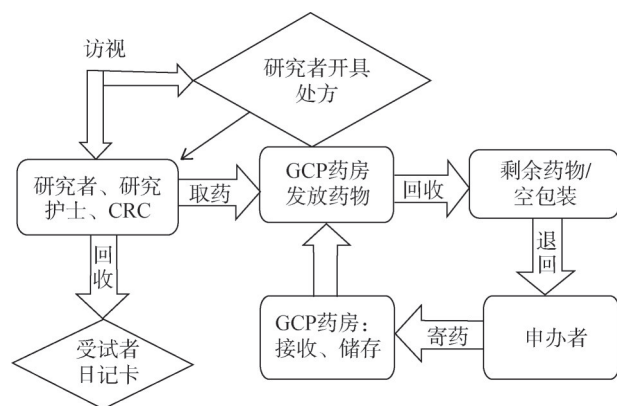 访视
研究者开具
处方
研究者、研究
护士、CRC
取药
GCP药房
发放药物
回收
剩余药物/
空包装
回
收
退
回
受试者
日记卡
GCP药房：
接收、储存
寄药
申办者